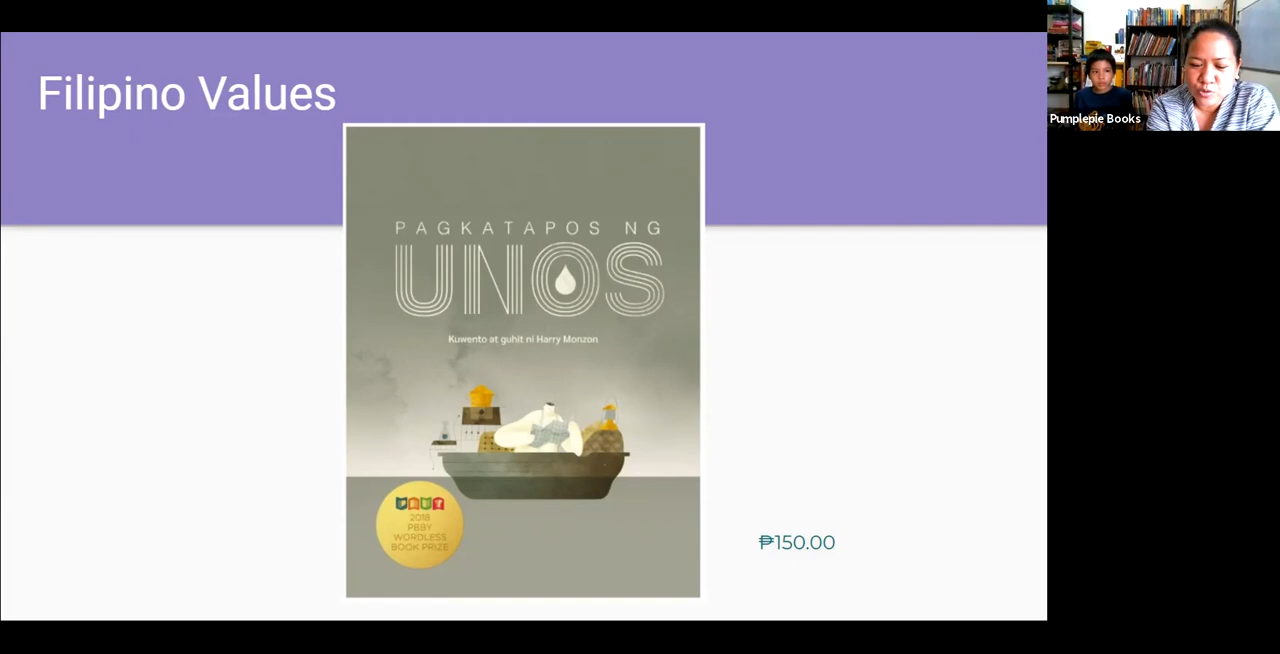 Filipino Values
PAGKATAPOS NG
UNOS
Kuwento at guhit ni Harry Monzon
2018
PBBY
WORDLESS
BOOK PRIZE
₱150.00
Pumplepie Books